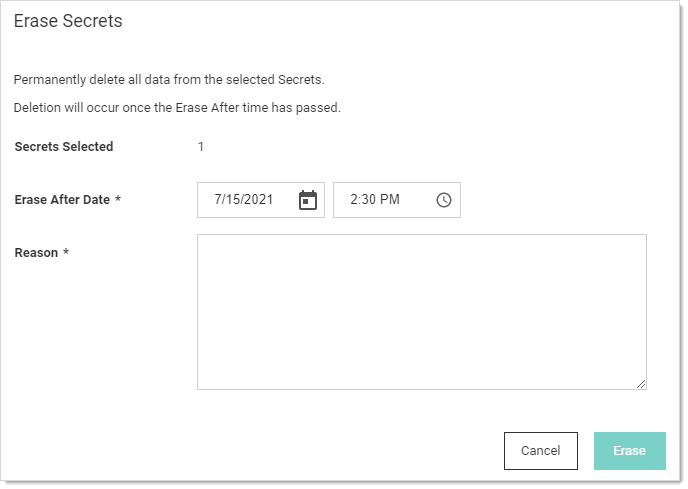 Erase Secrets
Permanently delete all data from the selected Secrets.
Deletion will occur once the Erase After time has passed.
Secrets Selected 1
Erase After Date * 7/15/2021 2:30 PM
Reason *
Cancel Erase